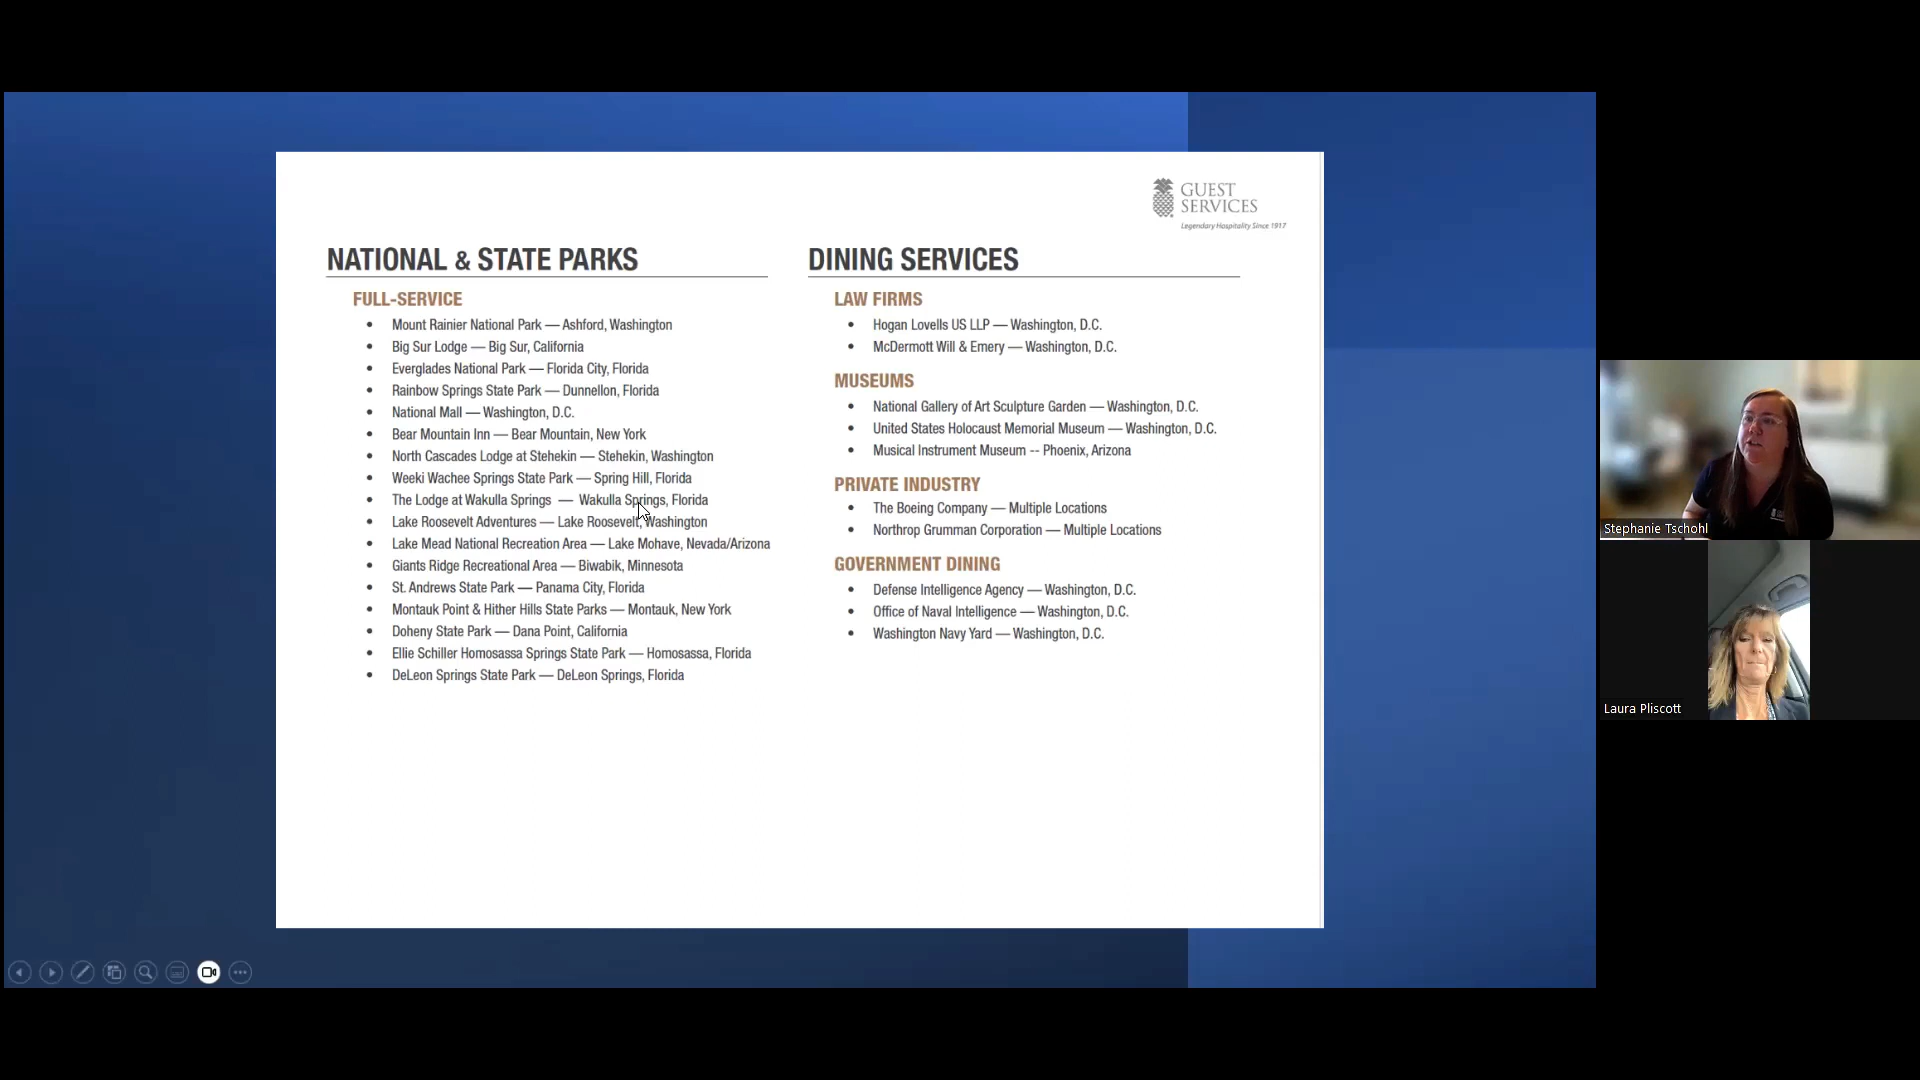 GUEST
SERVICES
Legendary Hospitality Since 1917
NATIONAL & STATE PARKS
FULL-SERVICE
• Mount Rainier National Park — Ashford, Washington
• Big Sur Lodge — Big Sur, California
• Everglades National Park — Florida City, Florida
• Rainbow Springs State Park — Dunnellon, Florida
• National Mall — Washington, D.C.
• Bear Mountain Inn — Bear Mountain, New York
• North Cascades Lodge at Stehekin — Stehekin, Washington
• Weeki Wachee Springs State Park — Spring Hill, Florida
• The Lodge at Wakulla Springs — Wakulla Springs, Florida
• Lake Roosevelt Adventures — Lake Roosevelt, Washington
• Lake Mead National Recreation Area — Lake Mohave, Nevada/Arizona
• Giants Ridge Recreational Area — Biwabik, Minnesota
• St. Andrews State Park — Panama City, Florida
• Montauk Point & Hither Hills State Parks — Montauk, New York
• Doheny State Park — Dana Point, California
• Ellie Schiller Homosassa Springs State Park — Homosassa, Florida
• DeLeon Springs State Park — DeLeon Springs, Florida
DINING SERVICES
LAW FIRMS
• Hogan Lovells US LLP — Washington, D.C.
• McDermott Will & Emery — Washington, D.C.
MUSEUMS
• National Gallery of Art Sculpture Garden — Washington, D.C.
• United States Holocaust Memorial Museum — Washington, D.C.
• Musical Instrument Museum -- Phoenix, Arizona
PRIVATE INDUSTRY
• The Boeing Company — Multiple Locations
• Northrop Grumman Corporation — Multiple Locations
GOVERNMENT DINING
• Defense Intelligence Agency — Washington, D.C.
• Office of Naval Intelligence — Washington, D.C.
• Washington Navy Yard — Washington, D.C.
Stephanie Tschohl
Laura Pliscott